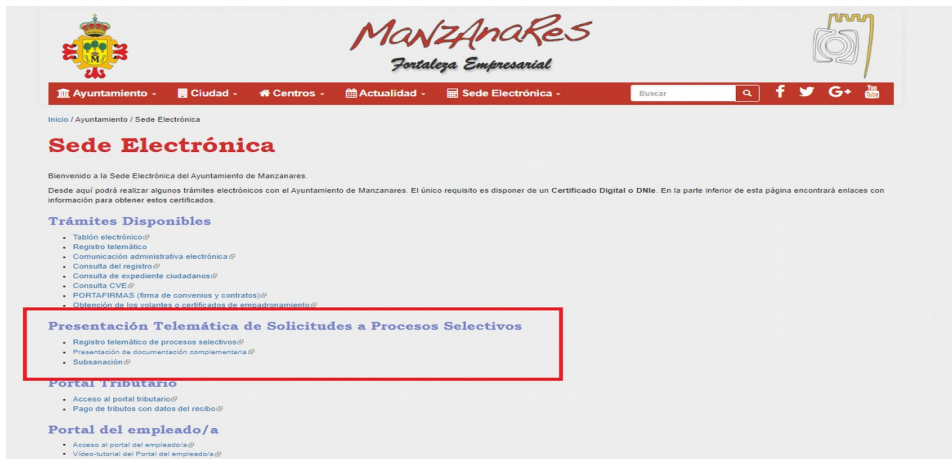 M
ManzAnaRes
Fortaleza Empresarial
Ayuntamiento
Ciudad
Centros
Actualidad
Sede Electrónica
Buscar
f
G+
You
Tube
Inicio / Ayuntamiento / Sede Electrónica
Sede Electrónica
Bienvenido a la Sede Electrónica del Ayuntamiento de Manzanares.
Desde aquí podrá realizar algunos trámites electrónicos con el Ayuntamiento de Manzanares. El único requisito es disponer de un Certificado Digital o DNIe. En la parte inferior de esta página encontrará enlaces con
información para obtener estos certificados.
Trámites Disponibles
Tablón electrónico
Registro telemático
Comunicación administrativa electrónica
Consulta del registro
Consulta de expediente ciudadanos
Consulta CVE
PORTAFIRMAS (firma de convenios y contratos)
Obtención de los volantes o certificados de empadronamiento
Presentación Telemática de Solicitudes a Procesos Selectivos
Registro telemático de procesos selectivos
Presentación de documentación complementaria
Subsanación
Portal Tributario
Acceso al portal tributario
Pago de tributos con datos del recibo
Portal del empleado/a
Acceso al portal del empleado/a
Vídeo-tutorial del Portal del empleado/a